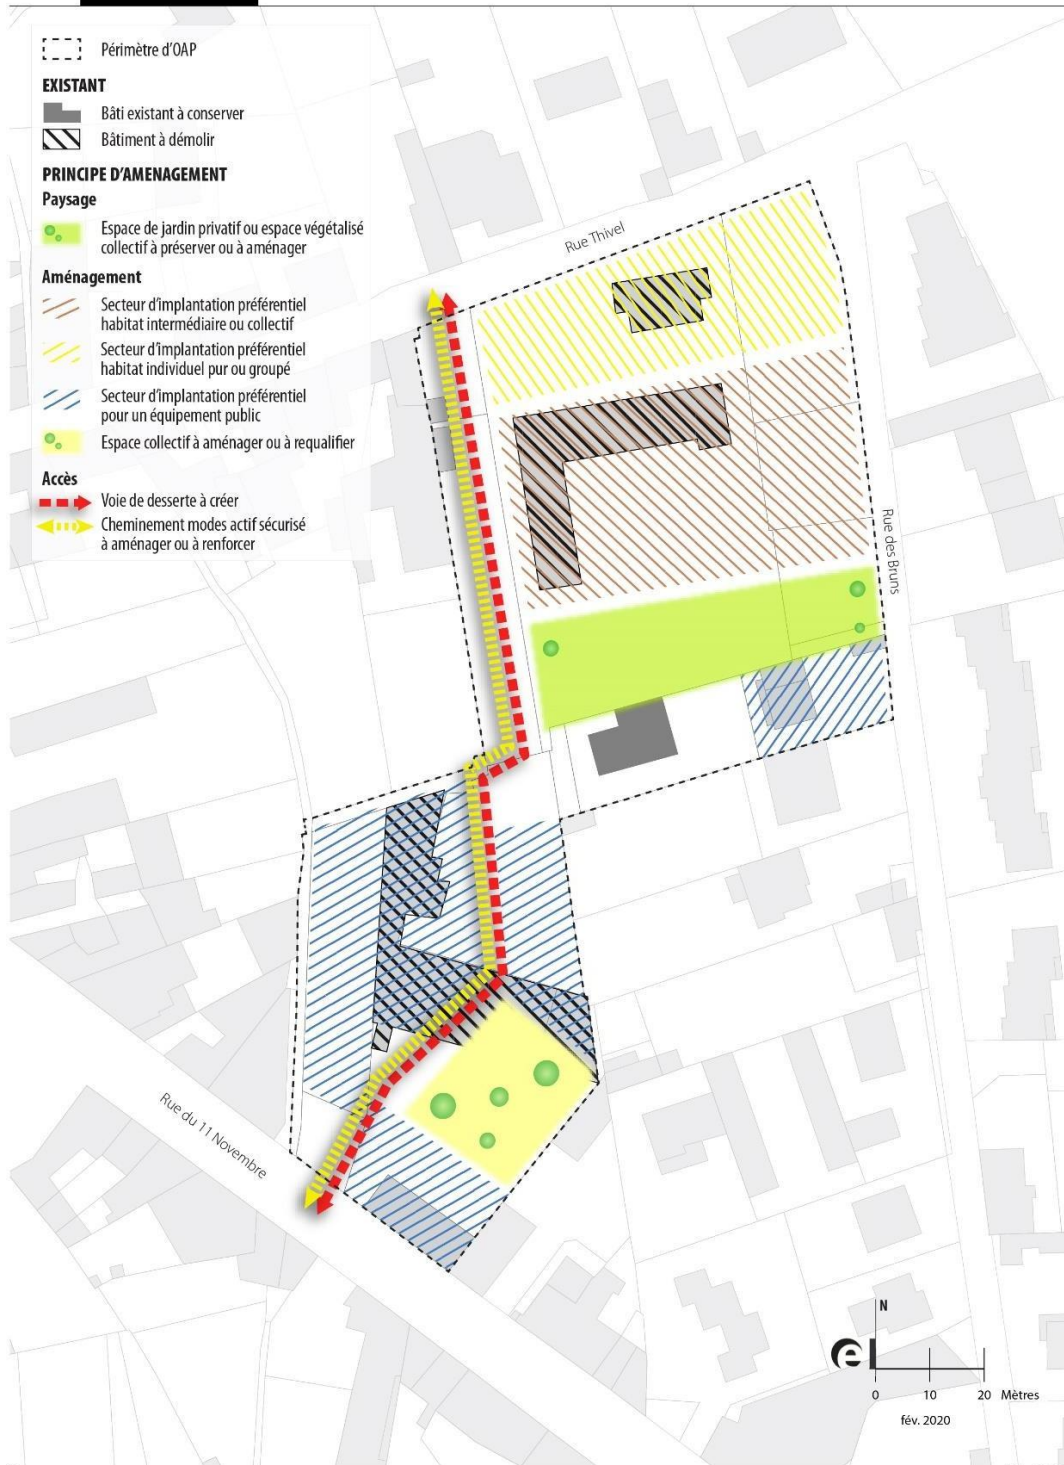 Périmètre d'OAP
EXISTANT
Bâti existant à conserver
Bâtiment à démolir
PRINCIPE D'AMENAGEMENT
Paysage
Espace de jardin privatif ou espace végétalisé
collectif à préserver ou à aménager
Aménagement
Secteur d'implantation préférentiel
habitat intermédiaire ou collectif
Secteur d'implantation préférentiel
habitat individuel pur ou groupé
Secteur d'implantation préférentiel
pour un équipement public
Espace collectif à aménager ou à requalifier
Accès
Voie de desserte à créer
Cheminement modes actif sécurisé
à aménager ou à renforcer
Rue Thivel
Rue des Bruns
Rue du 11 Novembre
N
0 10 20 Mètres
fév. 2020